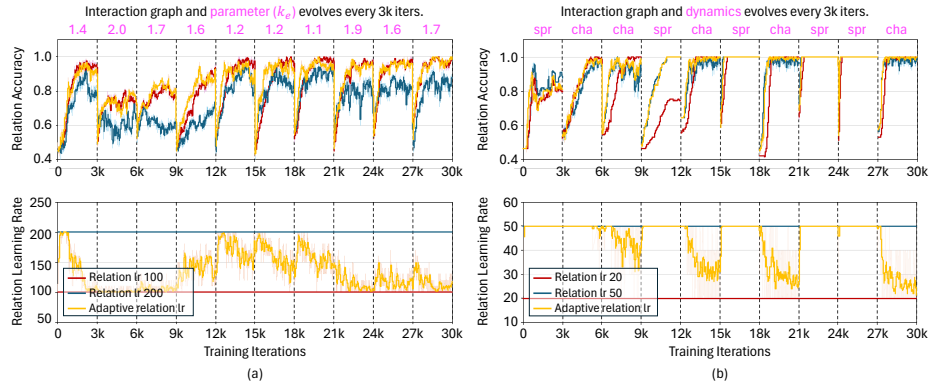 Interaction graph and parameter (kₑ) evolves every 3k iters.
1.4 2.0 1.7 1.6 1.2 1.2 1.1 1.9 1.6 1.7
Relation Accuracy
1.0
0.8
0.6
0.4
0 3k 6k 9k 12k 15k 18k 21k 24k 27k 30k
Relation Learning Rate
250
200
150
100
50
Relation lr 100
Relation lr 200
Adaptive relation lr
0 3k 6k 9k 12k 15k 18k 21k 24k 27k 30k
Training Iterations
(a)
Interaction graph and dynamics evolves every 3k iters.
spr cha cha spr cha spr cha cha spr cha
Relation Accuracy
1.0
0.8
0.6
0.4
0 3k 6k 9k 12k 15k 18k 21k 24k 27k 30k
Relation Learning Rate
60
50
40
30
20
10
Relation lr 20
Relation lr 50
Adaptive relation lr
0 3k 6k 9k 12k 15k 18k 21k 24k 27k 30k
Training Iterations
(b)